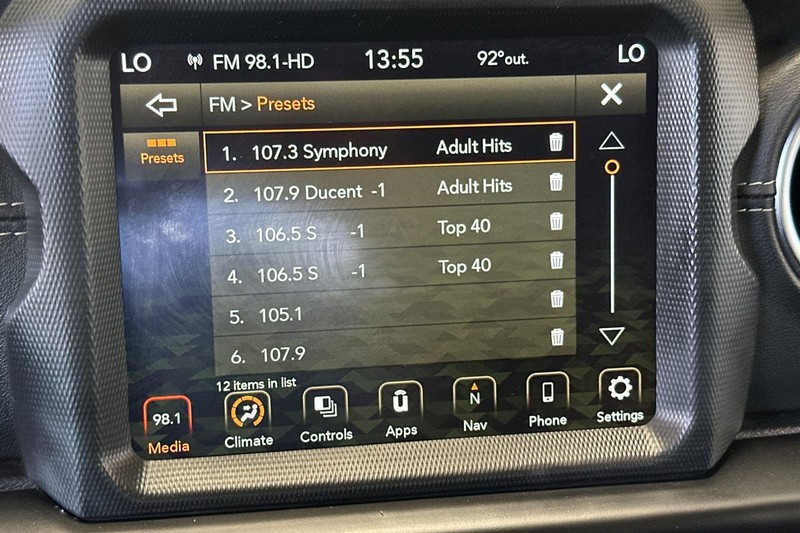 LO FM 98.1-HD 13:55 92°out. LO
FM > Presets
Presets
1. 107.3 Symphony Adult Hits
2. 107.9 Ducent -1 Adult Hits
3. 106.5 S -1 Top 40
4. 106.5 S -1 Top 40
5. 105.1
6. 107.9
12 items in list
98.1 N
Media Climate Controls Apps Nav Phone Settings